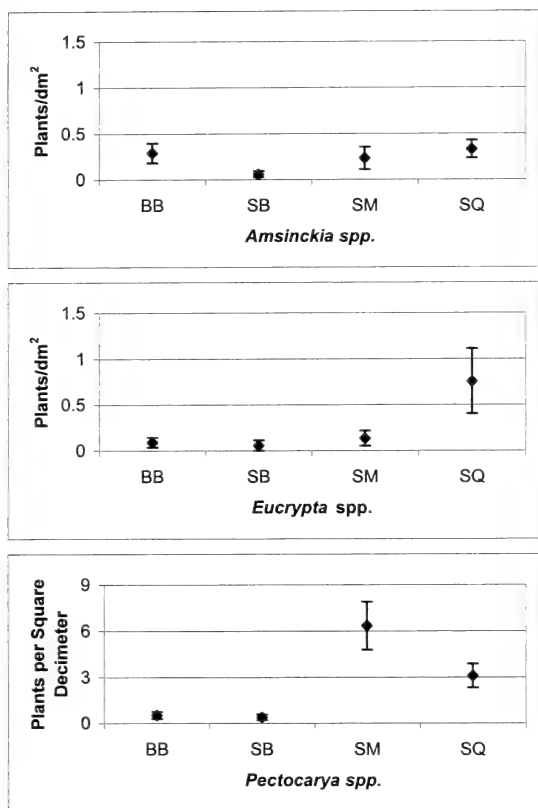 Plants/dm²
1.5
1
0.5
0
BB SB SM SQ
Amsinckia spp.
Plants/dm²
1.5
1
0.5
0
BB SB SM SQ
Eucrypta spp.
Plants per Square
Decimeter
9
6
3
0
BB SB SM SQ
Pectocarya spp.